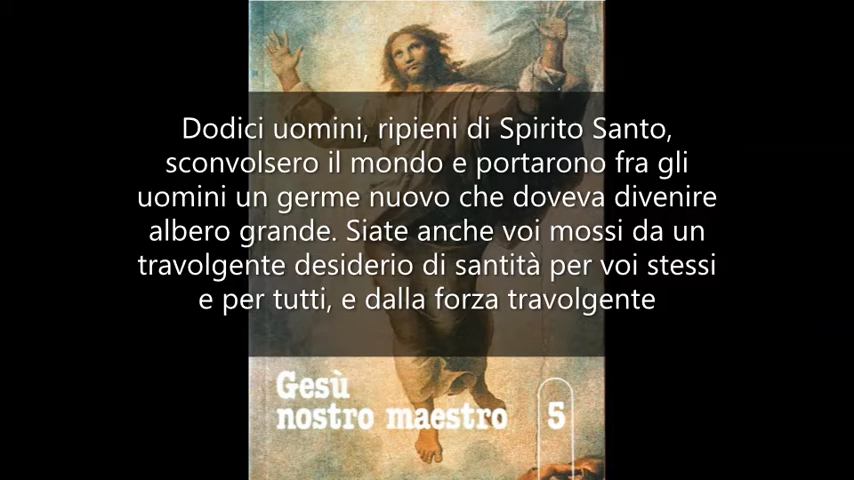 Dodici uomini, ripieni di Spirito Santo,
sconvolsero il mondo e portarono fra gli
uomini un germe nuovo che doveva divenire
albero grande. Siate anche voi mossi da un
travolgente desiderio di santità per voi stessi
e per tutti, e dalla forza travolgente
Gesù
nostro maestro 5